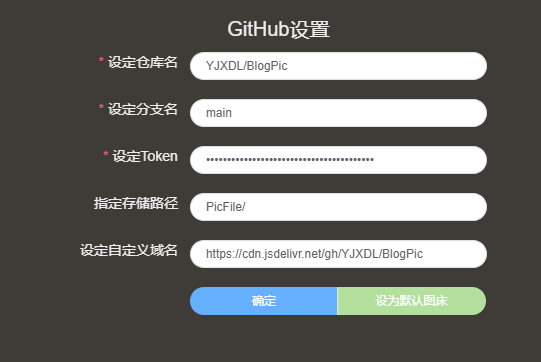 GitHub设置
* 设定仓库名 YJXDL/BlogPic
* 设定分支名 main
* 设定Token ••••••••••••••••••••••••••••••••••••••••
指定存储路径 PicFile/
设定自定义域名 https://cdn.jsdelivr.net/gh/YJXDL/BlogPic
确定 设为默认图床